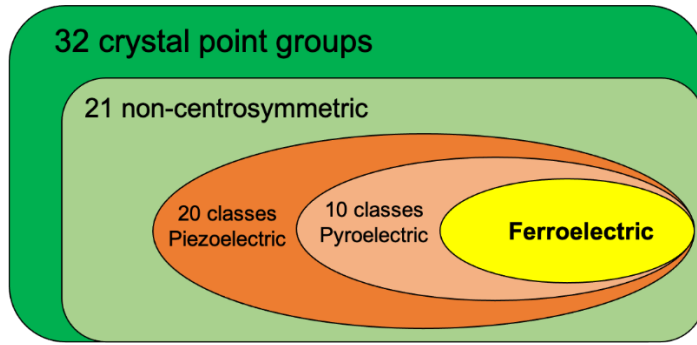 32 crystal point groups
21 non-centrosymmetric
20 classes
Piezoelectric
10 classes
Pyroelectric
Ferroelectric